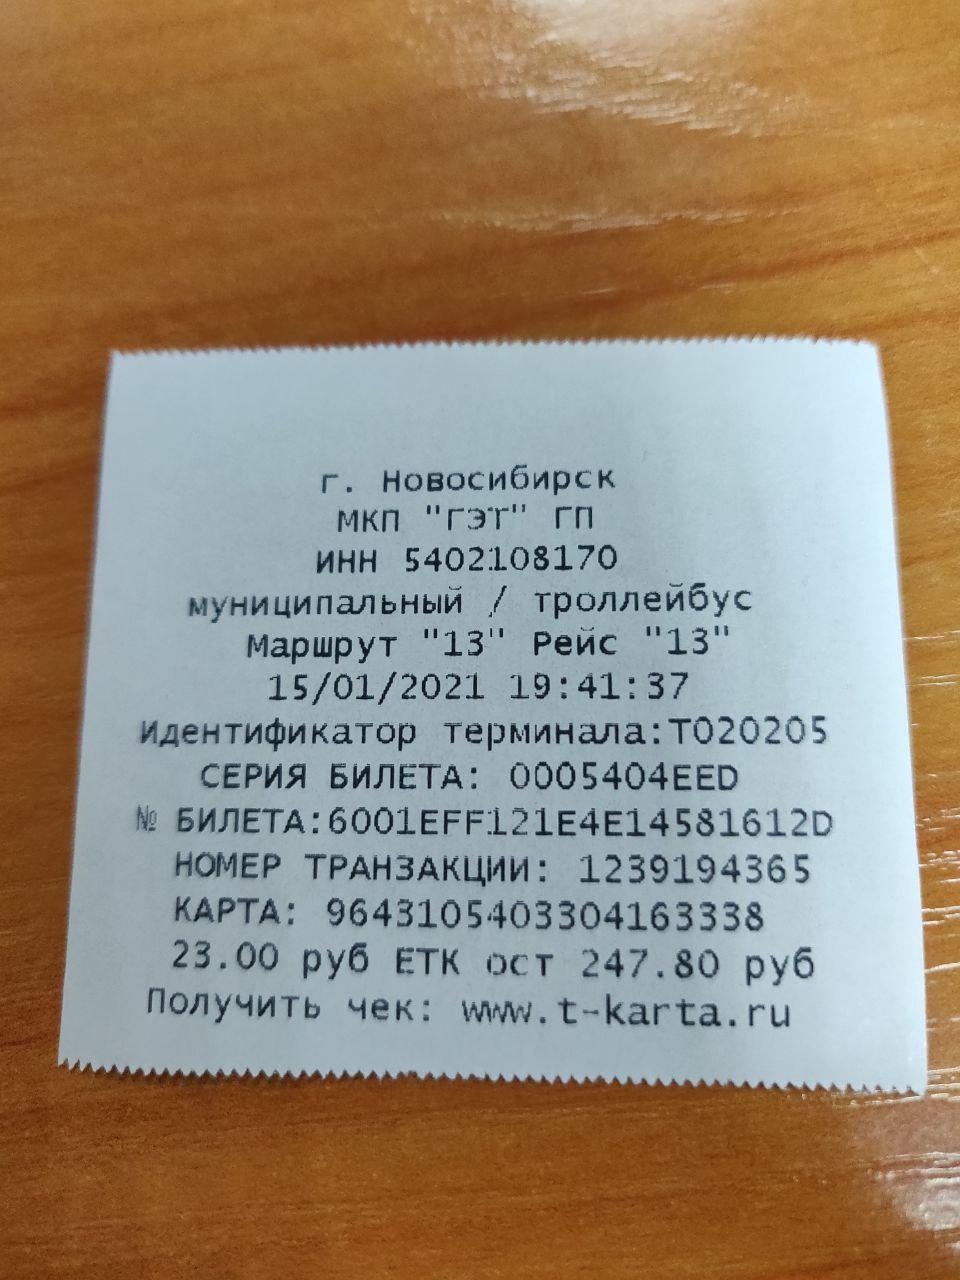 г. Новосибирск
МКП "ГЭТ" ГП
ИНН 5402108170
муниципальный / троллейбус
Маршрут "13" Рейс "13"
15/01/2021 19:41:37
Идентификатор терминала:T020205
СЕРИЯ БИЛЕТА: 0005404EED
№ БИЛЕТА:6001EFF121E4E14581612D
НОМЕР ТРАНЗАКЦИИ: 1239194365
КАРТА: 9643105403304163338
23.00 руб ЕТК ост 247.80 руб
Получить чек: www.t-karta.ru